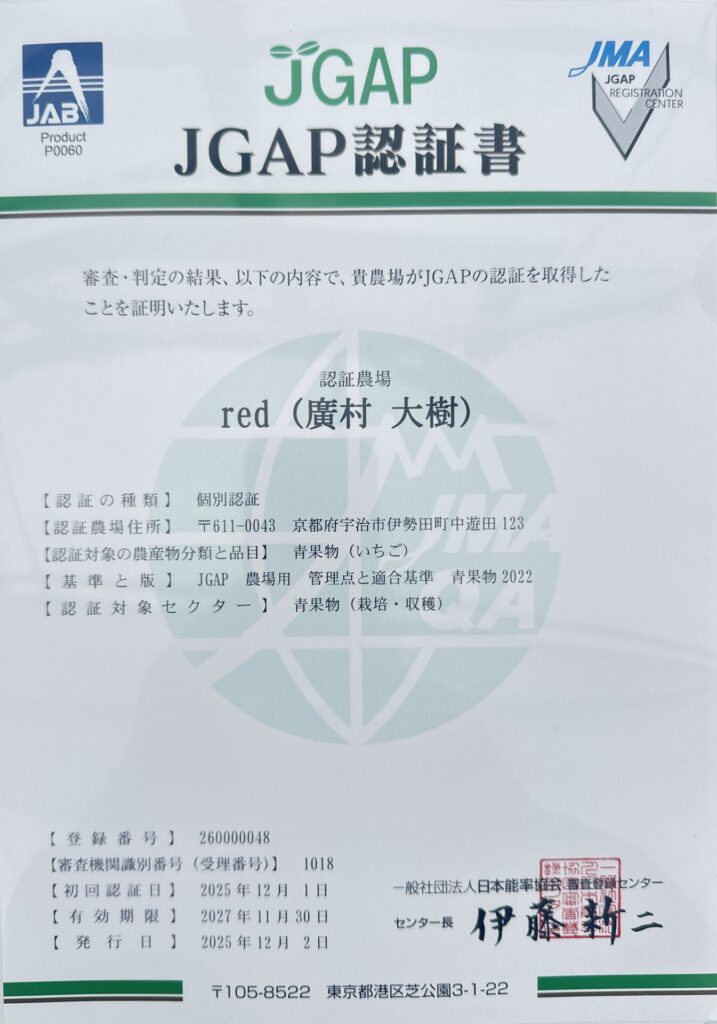 JAB
Product
P0060
JGAP
JMA
JGAP
REGISTRATION
CENTER
JGAP認証書
審査・判定の結果、以下の内容で、貴農場がJGAPの認証を取得した
ことを証明いたします。
認証農場
red（廣村 大樹）
JMA
QA
【認証の種類】 個別認証
【認証農場住所】 〒611-0043 京都府宇治市伊勢田町中遊田123
【認証対象の農産物分類と品目】 青果物（いちご）
【基準と版】 JGAP 農場用 管理点と適合基準 青果物2022
【認証対象セクター】 青果物（栽培・収穫）
【登録番号】 260000048
【審査機関識別番号（受理番号）】 1018
【初回認証日】 2025年12月 1日
【有効期限】 2027年11月30日
【発行日】 2025年12月 2日
一般社団法人日本能率協会 審査登録センター
センター長 伊藤新二
〒105-8522 東京都港区芝公園3-1-22